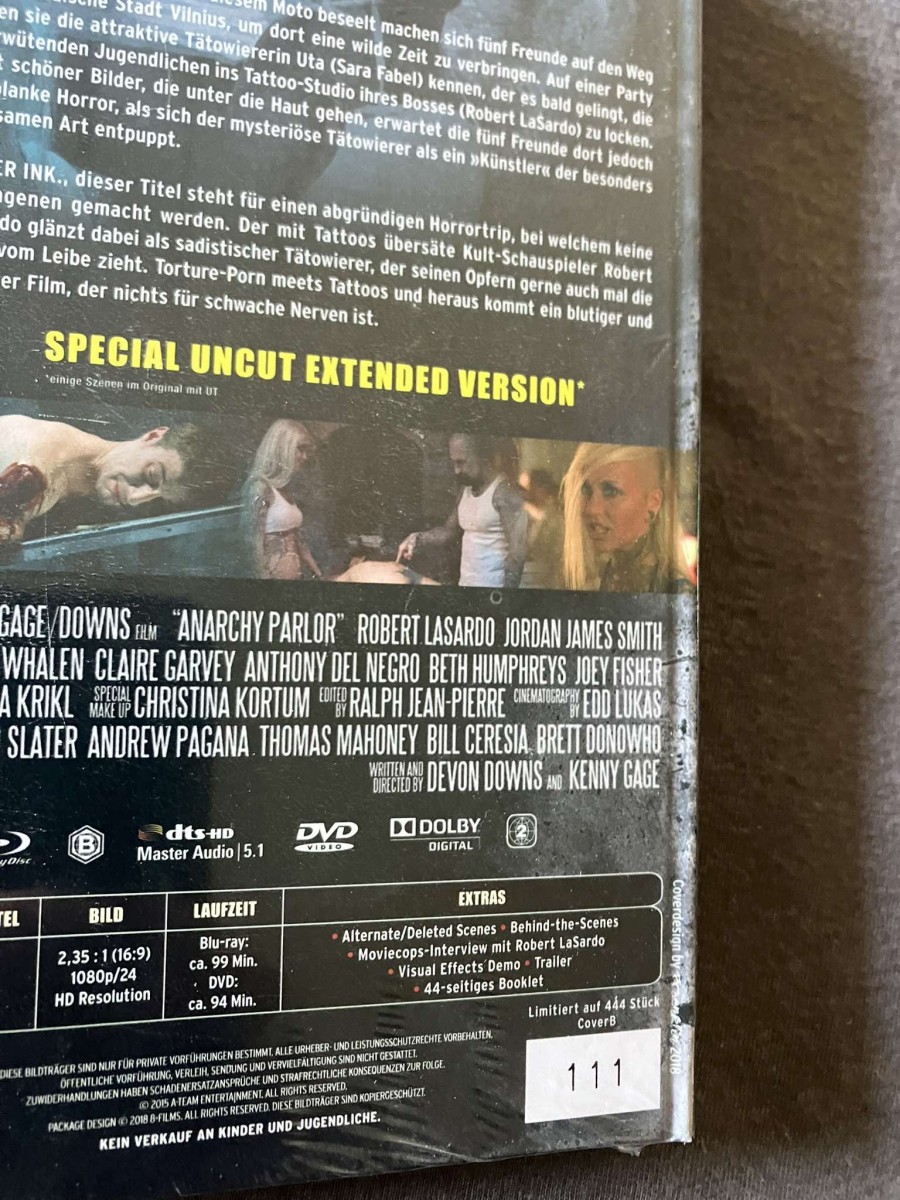 diesem Moto beseelt machen sich fünf Freunde auf den Weg
Stadt Vilnius, um dort eine wilde Zeit zu verbringen. Auf einer Party
sie die attraktive Tätowiererin Uta (Sara Fabel) kennen, der es bald gelingt, die
Jugendlichen ins Tattoo-Studio ihres Bosses (Robert LaSardo) zu locken.
schöner Bilder, die unter die Haut gehen, erwartet die fünf Freunde dort jedoch
Horror, als sich der mysteriöse Tätowierer als ein »Künstler« der besonders
Art entpuppt.
INK., dieser Titel steht für einen abgründigen Horrortrip, bei welchem keine
gemacht werden. Der mit Tattoos übersäte Kult-Schauspieler Robert
glänzt dabei als sadistischer Tätowierer, der seinen Opfern gerne auch mal die
vom Leibe zieht. Torture-Porn meets Tattoos und heraus kommt ein blutiger und
Film, der nichts für schwache Nerven ist.
SPECIAL UNCUT EXTENDED VERSION*
*einige Szenen im Original mit UT
GAGE/DOWNS FILM "ANARCHY PARLOR" ROBERT LASARDO JORDAN JAMES SMITH
WHALEN CLAIRE GARVEY ANTHONY DEL NEGRO BETH HUMPHREYS JOEY FISHER
KRIKL SPECIAL MAKE UP CHRISTINA KORTUM EDITED BY RALPH JEAN-PIERRE CINEMATOGRAPHY BY EDD LUKAS
SLATER ANDREW PAGANA THOMAS MAHONEY BILL CERESIA, BRETT DONOWHO
WRITTEN AND DIRECTED BY DEVON DOWNS AND KENNY GAGE
B dts-HD Master Audio | 5.1 DVD VIDEO DOLBY DIGITAL 2
BILD LAUFZEIT EXTRAS
2,35 : 1 (16:9)
1080p/24
HD Resolution
Blu-ray:
ca. 99 Min.
DVD:
ca. 94 Min.
• Alternate/Deleted Scenes • Behind-the-Scenes
• Moviecops-Interview mit Robert LaSardo
• Visual Effects Demo • Trailer
• 44-seitiges Booklet
Limitiert auf 444 Stück
CoverB
111
DIESE BILDTRÄGER SIND NUR FÜR PRIVATE VORFÜHRUNGEN BESTIMMT. ALLE URHEBER- UND LEISTUNGSSCHUTZRECHTE VORBEHALTEN.
ÖFFENTLICHE VORFÜHRUNG, VERLEIH, SENDUNG UND VERVIELFÄLTIGUNG SIND NICHT GESTATTET.
ZUWIDERHANDLUNGEN HABEN SCHADENERSATZANSPRÜCHE UND STRAFRECHTLICHE KONSEQUENZEN ZUR FOLGE.
© 2015 A-TEAM ENTERTAINMENT. ALL RIGHTS RESERVED.
PACKAGE DESIGN © 2018 8-FILMS. ALL RIGHTS RESERVED. DIESE BILDTRÄGER SIND KOPIERGESCHÜTZT.
KEIN VERKAUF AN KINDER UND JUGENDLICHE.
Coverdesign by
2018